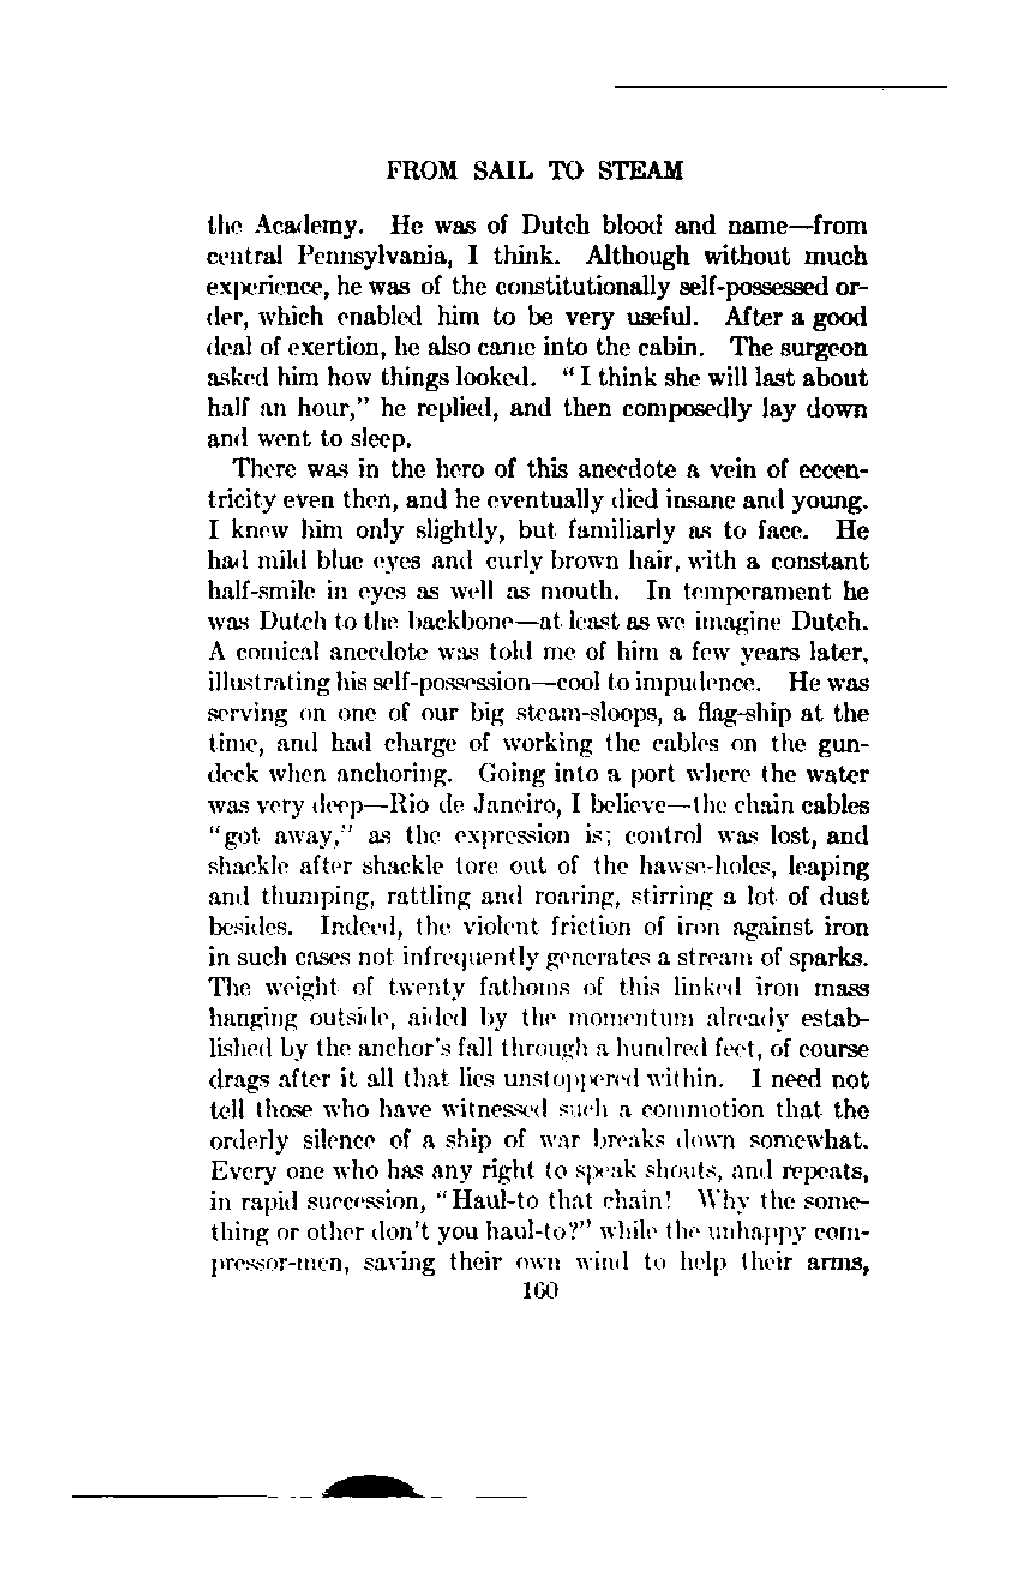 FROM SAIL TO STEAM
the Academy. He was of Dutch blood and name—from
central Pennsylvania, I think. Although without much
experience, he was of the constitutionally self-possessed or-
der, which enabled him to be very useful. After a good
deal of exertion, he also came into the cabin. The surgeon
asked him how things looked. "I think she will last about
half an hour," he replied, and then composedly lay down
and went to sleep.
There was in the hero of this anecdote a vein of eccen-
tricity even then, and he eventually died insane and young.
I knew him only slightly, but familiarly as to face. He
had mild blue eyes and curly brown hair, with a constant
half-smile in eyes as well as mouth. In temperament he
was Dutch to the backbone—at least as we imagine Dutch.
A comical anecdote was told me of him a few years later,
illustrating his self-possession—cool to impudence. He was
serving on one of our big steam-sloops, a flag-ship at the
time, and had charge of working the cables on the gun-
deck when anchoring. Going into a port where the water
was very deep—Rio de Janeiro, I believe—the chain cables
"got away," as the expression is; control was lost, and
shackle after shackle tore out of the hawse-holes, leaping
and thumping, rattling and roaring, stirring a lot of dust
besides. Indeed, the violent friction of iron against iron
in such cases not infrequently generates a stream of sparks.
The weight of twenty fathoms of this linked iron mass
hanging outside, aided by the momentum already estab-
lished by the anchor's fall through a hundred feet, of course
drags after it all that lies unstoppered within. I need not
tell those who have witnessed such a commotion that the
orderly silence of a ship of war breaks down somewhat.
Every one who has any right to speak shouts, and repeats,
in rapid succession, "Haul-to that chain! Why the some-
thing or other don't you haul-to?" while the unhappy com-
pressor-men, saving their own wind to help their arms,
160